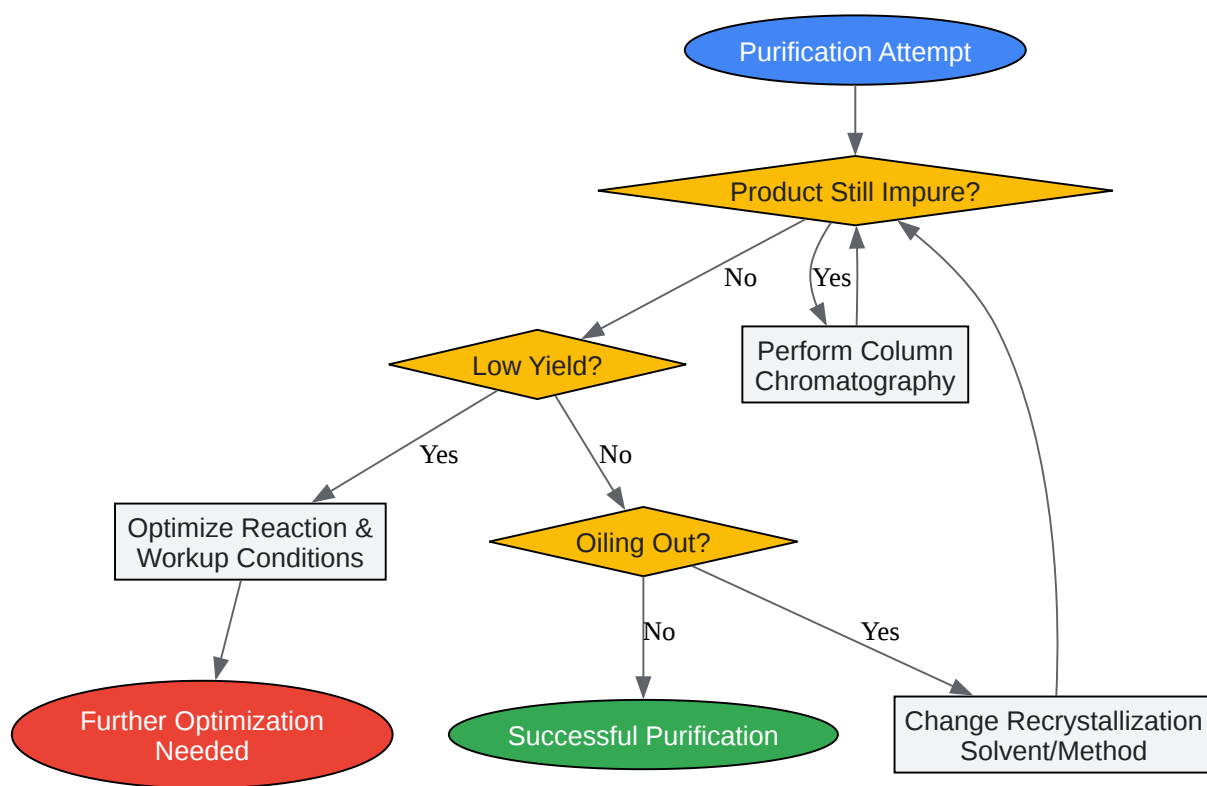 Purification Attempt
Product Still Impure?
No
Yes
Perform Column
Chromatography
Low Yield?
Yes
No
Optimize Reaction &
Workup Conditions
Oiling Out?
No
Yes
Further Optimization
Needed
Successful Purification
Change Recrystallization
Solvent/Method